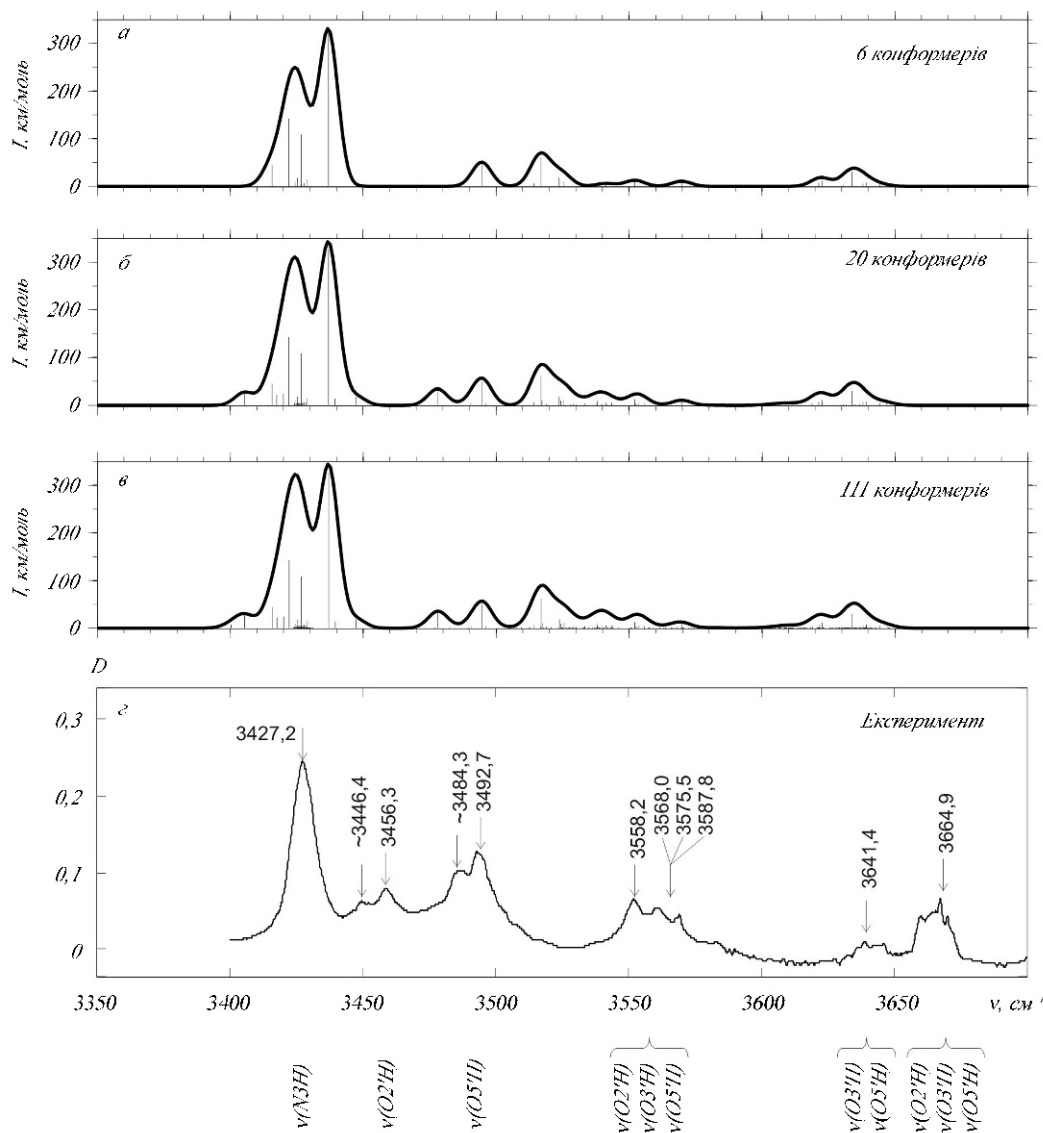 а
6 конформерів
I, км/моль
300
200
100
0
б
20 конформерів
I, км/моль
300
200
100
0
в
111 конформерів
I, км/моль
300
200
100
0
D
г
Експеримент
0,3
0,2
0,1
0
3427,2
~3446,4
3456,3
~3484,3
3492,7
3558,2
3568,0
3575,5
3587,8
3641,4
3664,9
3350 3400 3450 3500 3550 3600 3650 ν, см⁻¹
ν(N3H)
ν(O2'H)
ν(O5'H)
ν(O2'H)
ν(O3'H)
ν(O5'H)
ν(O3'H)
ν(O5'H)
ν(O2'H)
ν(O3'H)
ν(O5'H)